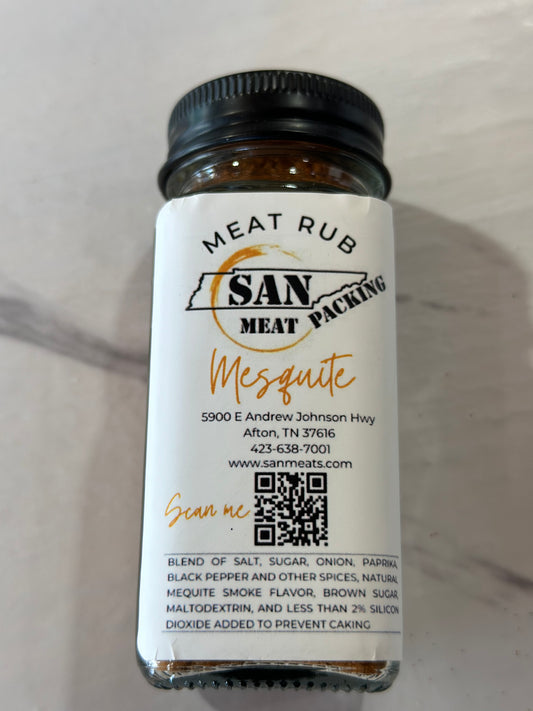 MEAT RUB
SAN
MEAT PACKING
Mesquite
5900 E Andrew Johnson Hwy
Afton, TN 37616
423-638-7001
www.sanmeats.com
Scan me
BLEND OF SALT, SUGAR, ONION, PAPRIKA,
BLACK PEPPER AND OTHER SPICES, NATURAL
MEQUITE SMOKE FLAVOR, BROWN SUGAR,
MALTODEXTRIN, AND LESS THAN 2% SILICON
DIOXIDE ADDED TO PREVENT CAKING